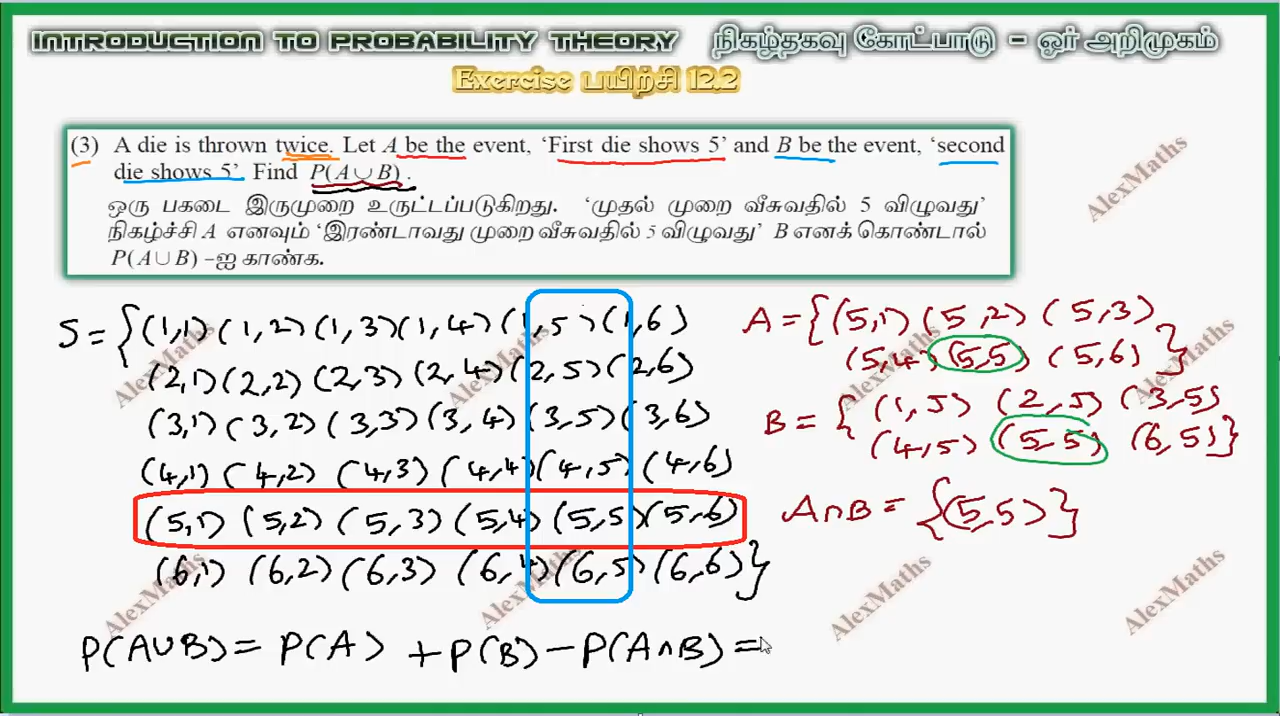 INTRODUCTION TO PROBABILITY THEORY நிகழ்தகவு கோட்பாடு - ஓர் அறிமுகம்
Exercise பயிற்சி 12.2
(3) A die is thrown twice. Let A be the event, ‘First die shows 5’ and B be the event, ‘second
die shows 5’ Find P(A∪B).
ஒரு பகடை இருமுறை உருட்டப்படுகிறது. ‘முதல் முறை வீசுவதில் 5 விழுவது’
நிகழ்ச்சி A எனவும் ‘இரண்டாவது முறை வீசுவதில் 5 விழுவது’ B எனக் கொண்டால்
P(A∪B) -ஐ காண்க.
S = {(1,1) (1,2) (1,3) (1,4) (1,5) (1,6)
(2,1) (2,2) (2,3) (2,4) (2,5) (2,6)
(3,1) (3,2) (3,3) (3,4) (3,5) (3,6)
(4,1) (4,2) (4,3) (4,4) (4,5) (4,6)
(5,1) (5,2) (5,3) (5,4) (5,5) (5,6)
(6,1) (6,2) (6,3) (6,4) (6,5) (6,6)}
A = {(5,1) (5,2) (5,3)
(5,4) (5,5) (5,6)}
B = {(1,5) (2,5) (3,5)
(4,5) (5,5) (6,5)}
A∩B = {(5,5)}
P(A∪B) = P(A) + P(B) - P(A∩B) =
AlexMaths
AlexMaths
AlexMaths
AlexMaths
AlexMaths
AlexMaths
AlexMaths
AlexMaths